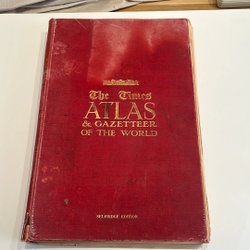 The Times
ATLAS
& GAZETTEER
OF THE WORLD
SELFRIDGE EDITION